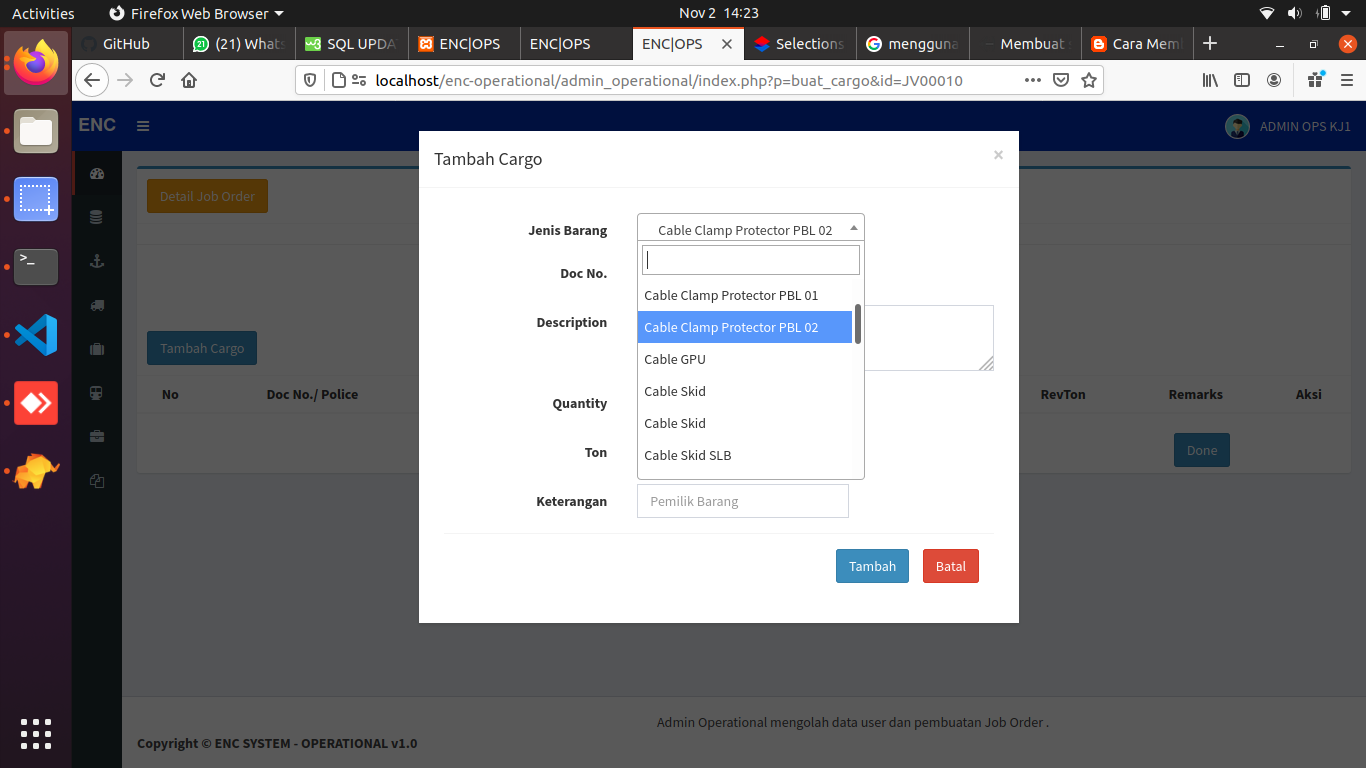 Activities Firefox Web Browser Nov 2 14:23
GitHub (21) Whats SQL UPDA ENC|OPS ENC|OPS ENC|OPS Selections mengguna Membuat Cara Mem
localhost/enc-operational/admin_operational/index.php?p=buat_cargo&id=JV00010
ENC ADMIN OPS KJ1
Tambah Cargo ×
Detail Job Order
Jenis Barang Cable Clamp Protector PBL 02
Doc No.
Cable Clamp Protector PBL 01
Description Cable Clamp Protector PBL 02
Tambah Cargo
Cable GPU
Cable Skid
No Doc No./ Police RevTon Remarks Aksi
Quantity
Cable Skid
Ton Cable Skid SLB
Done
Keterangan Pemilik Barang
Tambah Batal
Admin Operational mengolah data user dan pembuatan Job Order .
Copyright © ENC SYSTEM - OPERATIONAL v1.0